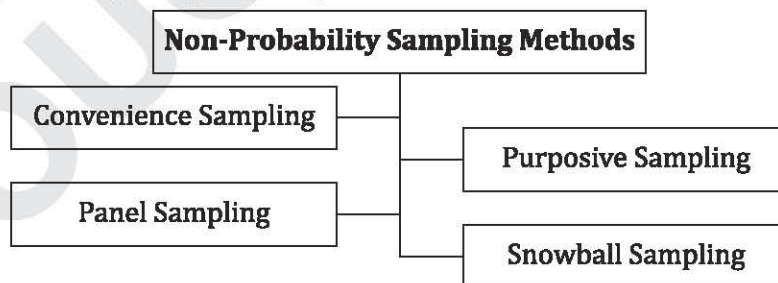 Non-Probability Sampling Methods
Convenience Sampling
Purposive Sampling
Panel Sampling
Snowball Sampling